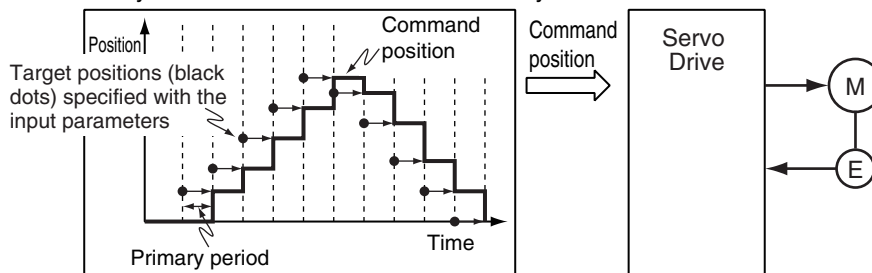 Position
Command
position
Target positions (black
dots) specified with the
input parameters
Primary period
Time
Command
position
Servo
Drive
M
E